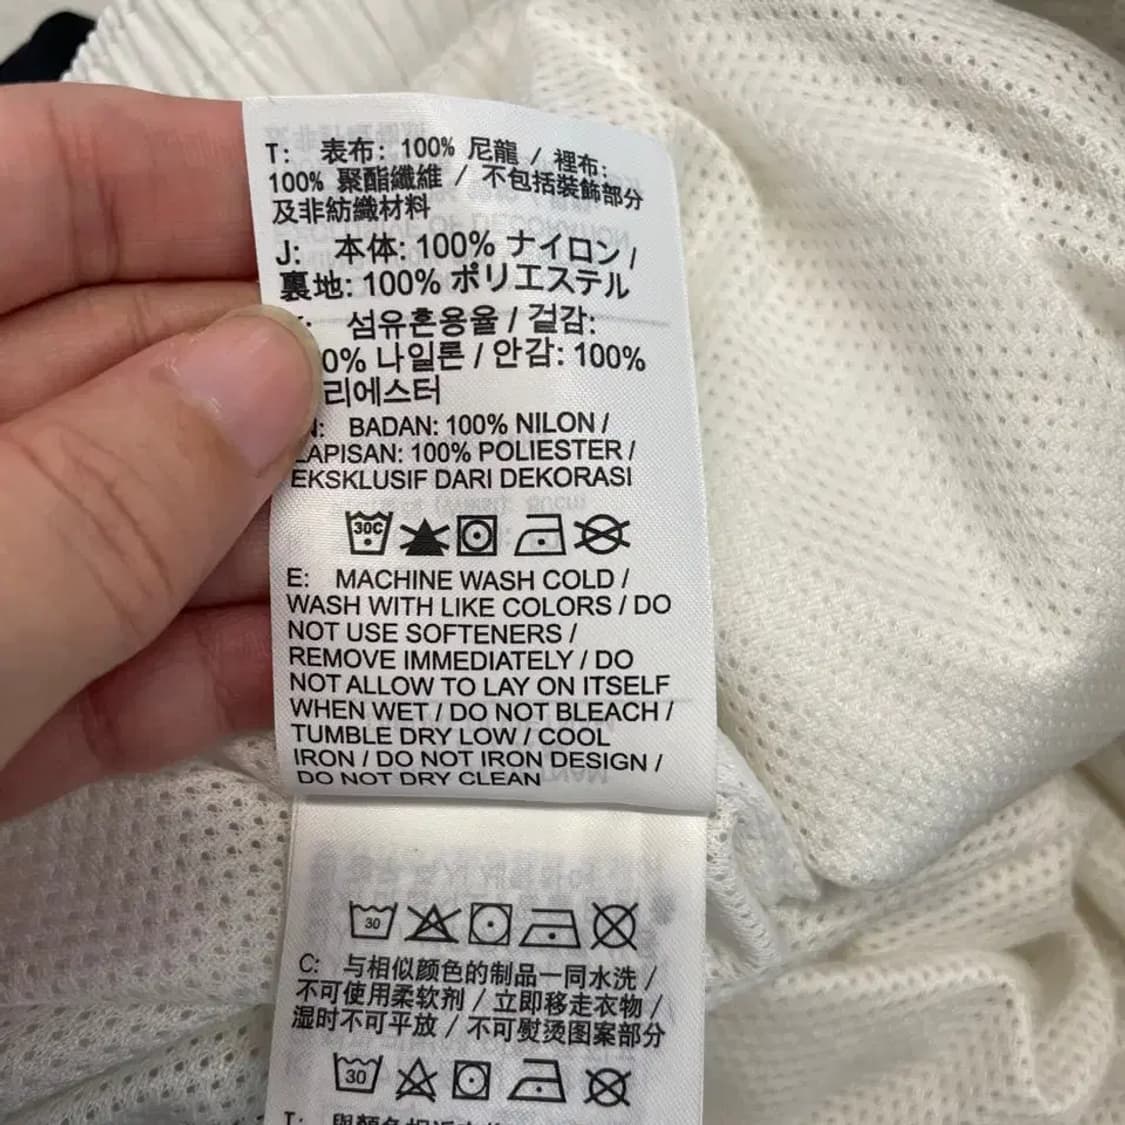 T: 表布: 100% 尼龍 / 裡布:
100% 聚酯纖維 / 不包括裝飾部分
及非紡織材料
J: 本体: 100% ナイロン /
裏地: 100% ポリエステル
섬유혼용율 / 겉감:
0% 나일론 / 안감: 100%
리에스터
N: BADAN: 100% NILON /
LAPISAN: 100% POLIESTER /
EKSKLUSIF DARI DEKORASI
30C
E: MACHINE WASH COLD /
WASH WITH LIKE COLORS / DO
NOT USE SOFTENERS /
REMOVE IMMEDIATELY / DO
NOT ALLOW TO LAY ON ITSELF
WHEN WET / DO NOT BLEACH /
TUMBLE DRY LOW / COOL
IRON / DO NOT IRON DESIGN /
DO NOT DRY CLEAN
30
C: 与相似颜色的制品一同水洗 /
不可使用柔软剂 / 立即移走衣物 /
湿时不可平放 / 不可熨烫图案部分
30